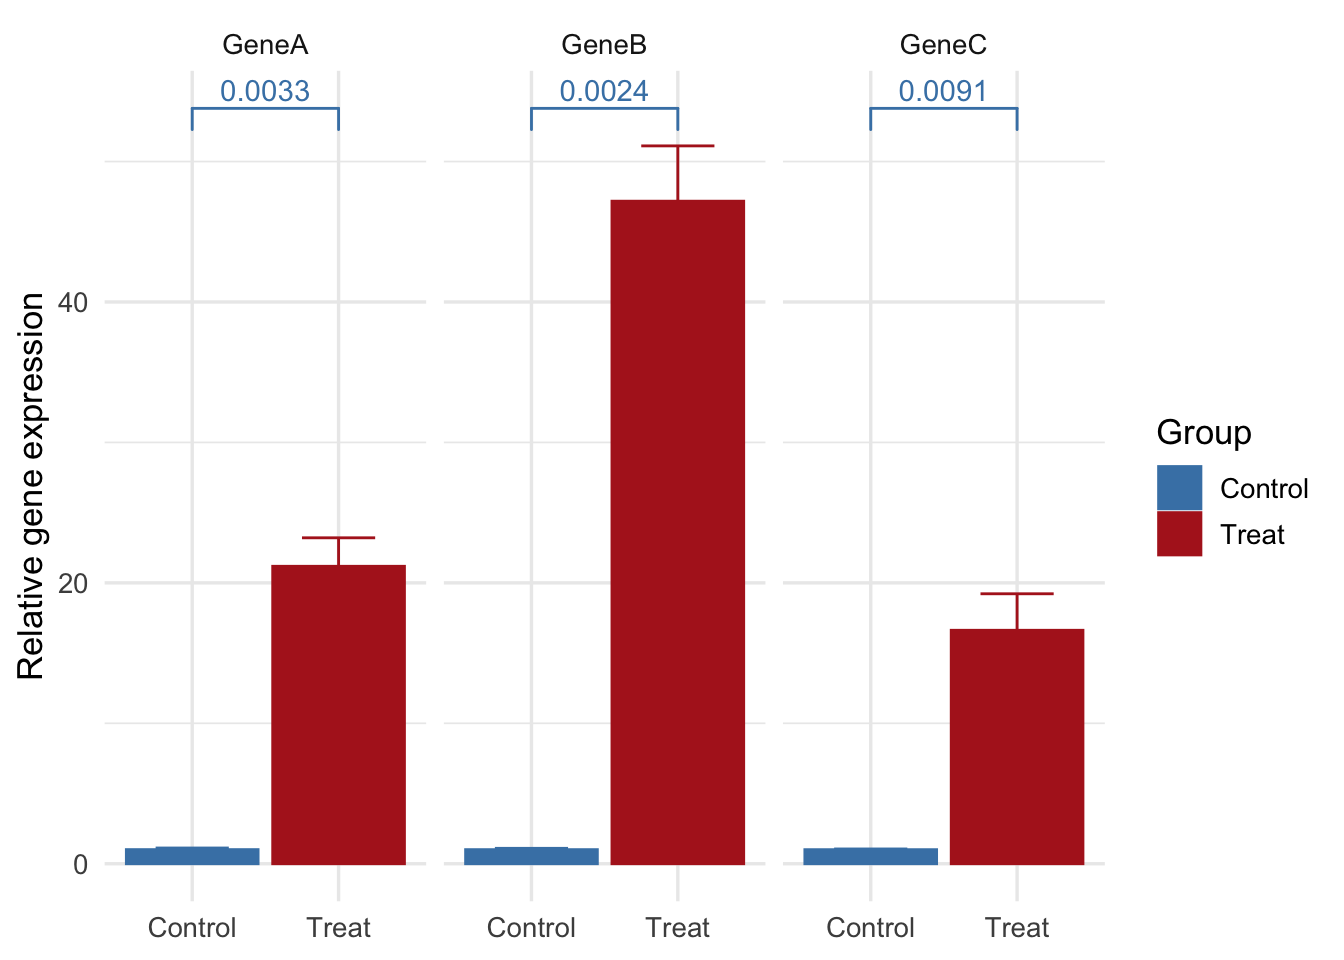 GeneA GeneB GeneC
0.0033 0.0024 0.0091
Relative gene expression
40
20
0
Control Treat Control Treat Control Treat
Group
Control
Treat